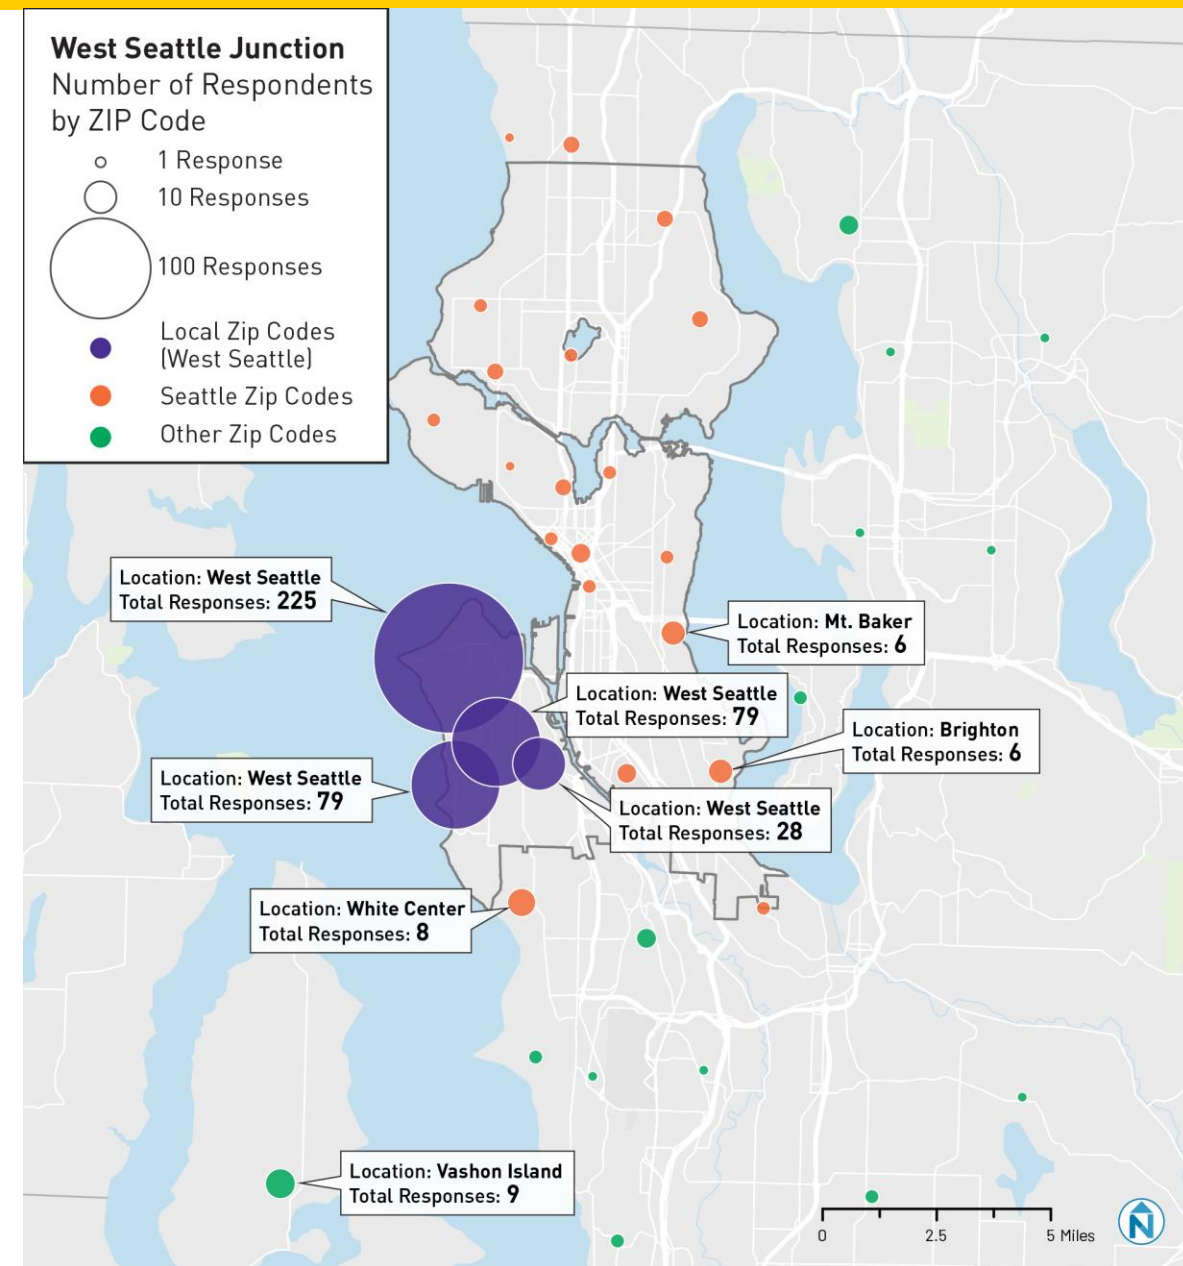 West Seattle Junction
Number of Respondents
by ZIP Code
1 Response
10 Responses
100 Responses
Local Zip Codes
(West Seattle)
Seattle Zip Codes
Other Zip Codes
Location: West Seattle
Total Responses: 225
Location: Mt. Baker
Total Responses: 6
Location: West Seattle
Total Responses: 79
Location: Brighton
Total Responses: 6
Location: West Seattle
Total Responses: 79
Location: West Seattle
Total Responses: 28
Location: White Center
Total Responses: 8
Location: Vashon Island
Total Responses: 9
0 2.5 5 Miles
N